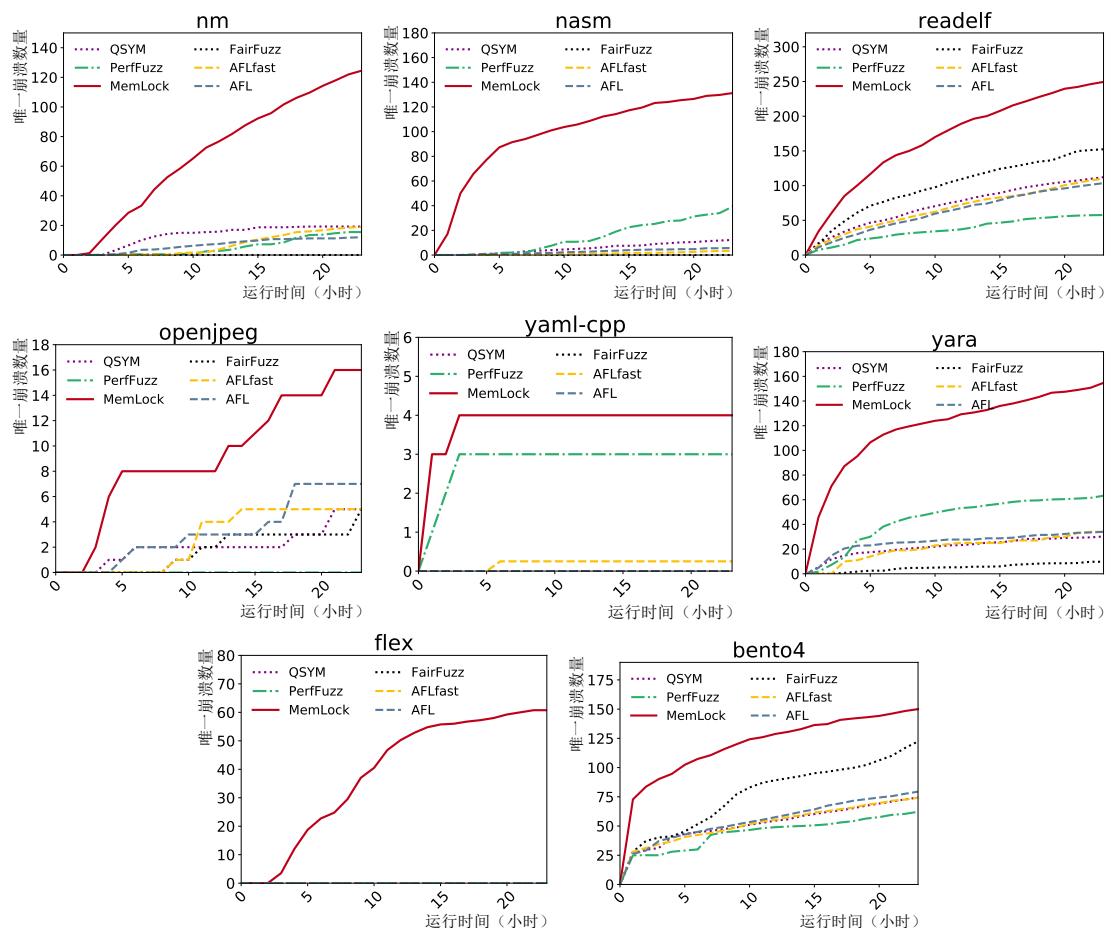 nm
唯一崩溃数量
140
120
100
80
60
40
20
0
QSYM
PerfFuzz
MemLock
FairFuzz
AFLfast
AFL
0
5
10
15
20
运行时间（小时）
nasm
唯一崩溃数量
180
160
140
120
100
80
60
40
20
0
QSYM
PerfFuzz
MemLock
FairFuzz
AFLfast
AFL
0
5
10
15
20
运行时间（小时）
readelf
唯一崩溃数量
300
250
200
150
100
50
0
QSYM
PerfFuzz
MemLock
FairFuzz
AFLfast
AFL
0
5
10
15
20
运行时间（小时）
openjpeg
唯一崩溃数量
18
16
14
12
10
8
6
4
2
0
QSYM
PerfFuzz
MemLock
FairFuzz
AFLfast
AFL
0
5
10
15
20
运行时间（小时）
yaml-cpp
唯一崩溃数量
6
5
4
3
2
1
0
QSYM
PerfFuzz
MemLock
FairFuzz
AFLfast
AFL
0
5
10
15
20
运行时间（小时）
yara
唯一崩溃数量
180
160
140
120
100
80
60
40
20
0
QSYM
PerfFuzz
MemLock
FairFuzz
AFLfast
AFL
0
5
10
15
20
运行时间（小时）
flex
唯一崩溃数量
80
70
60
50
40
30
20
10
0
QSYM
PerfFuzz
MemLock
FairFuzz
AFLfast
AFL
0
5
10
15
20
运行时间（小时）
bento4
唯一崩溃数量
175
150
125
100
75
50
25
0
QSYM
PerfFuzz
MemLock
FairFuzz
AFLfast
AFL
0
5
10
15
20
运行时间（小时）